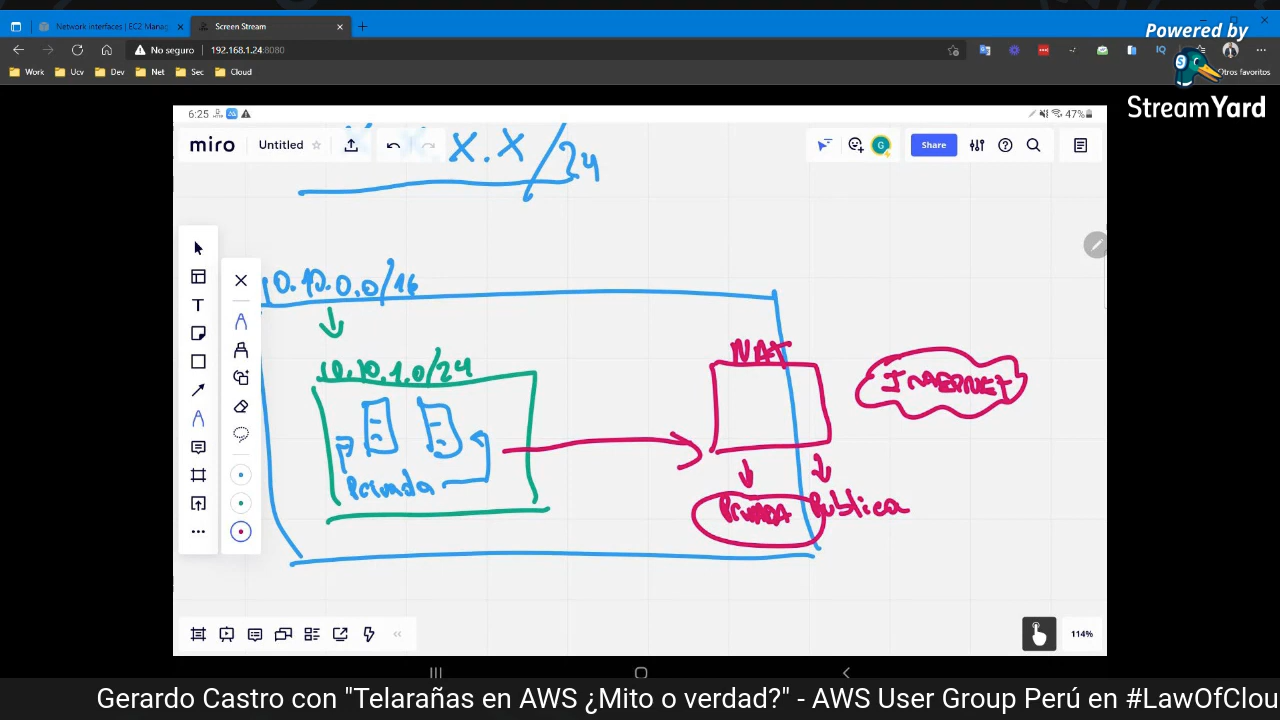 Network interfaces | EC2 Manag
Screen Stream
Powered by
No seguro
192.168.1.24:8080
Work
Ucv
Dev
Net
Sec
Cloud
Otros favoritos
StreamYard
6:25
47%
miro
Untitled
G
Share
X.X/24
10.10.0.0/16
10.10.1.0/24
NAT
INTERNET
Privada
PRIVADA
Publica
114%
Gerardo Castro con "Telarañas en AWS ¿Mito o verdad?" - AWS User Group Perú en #LawOfClou